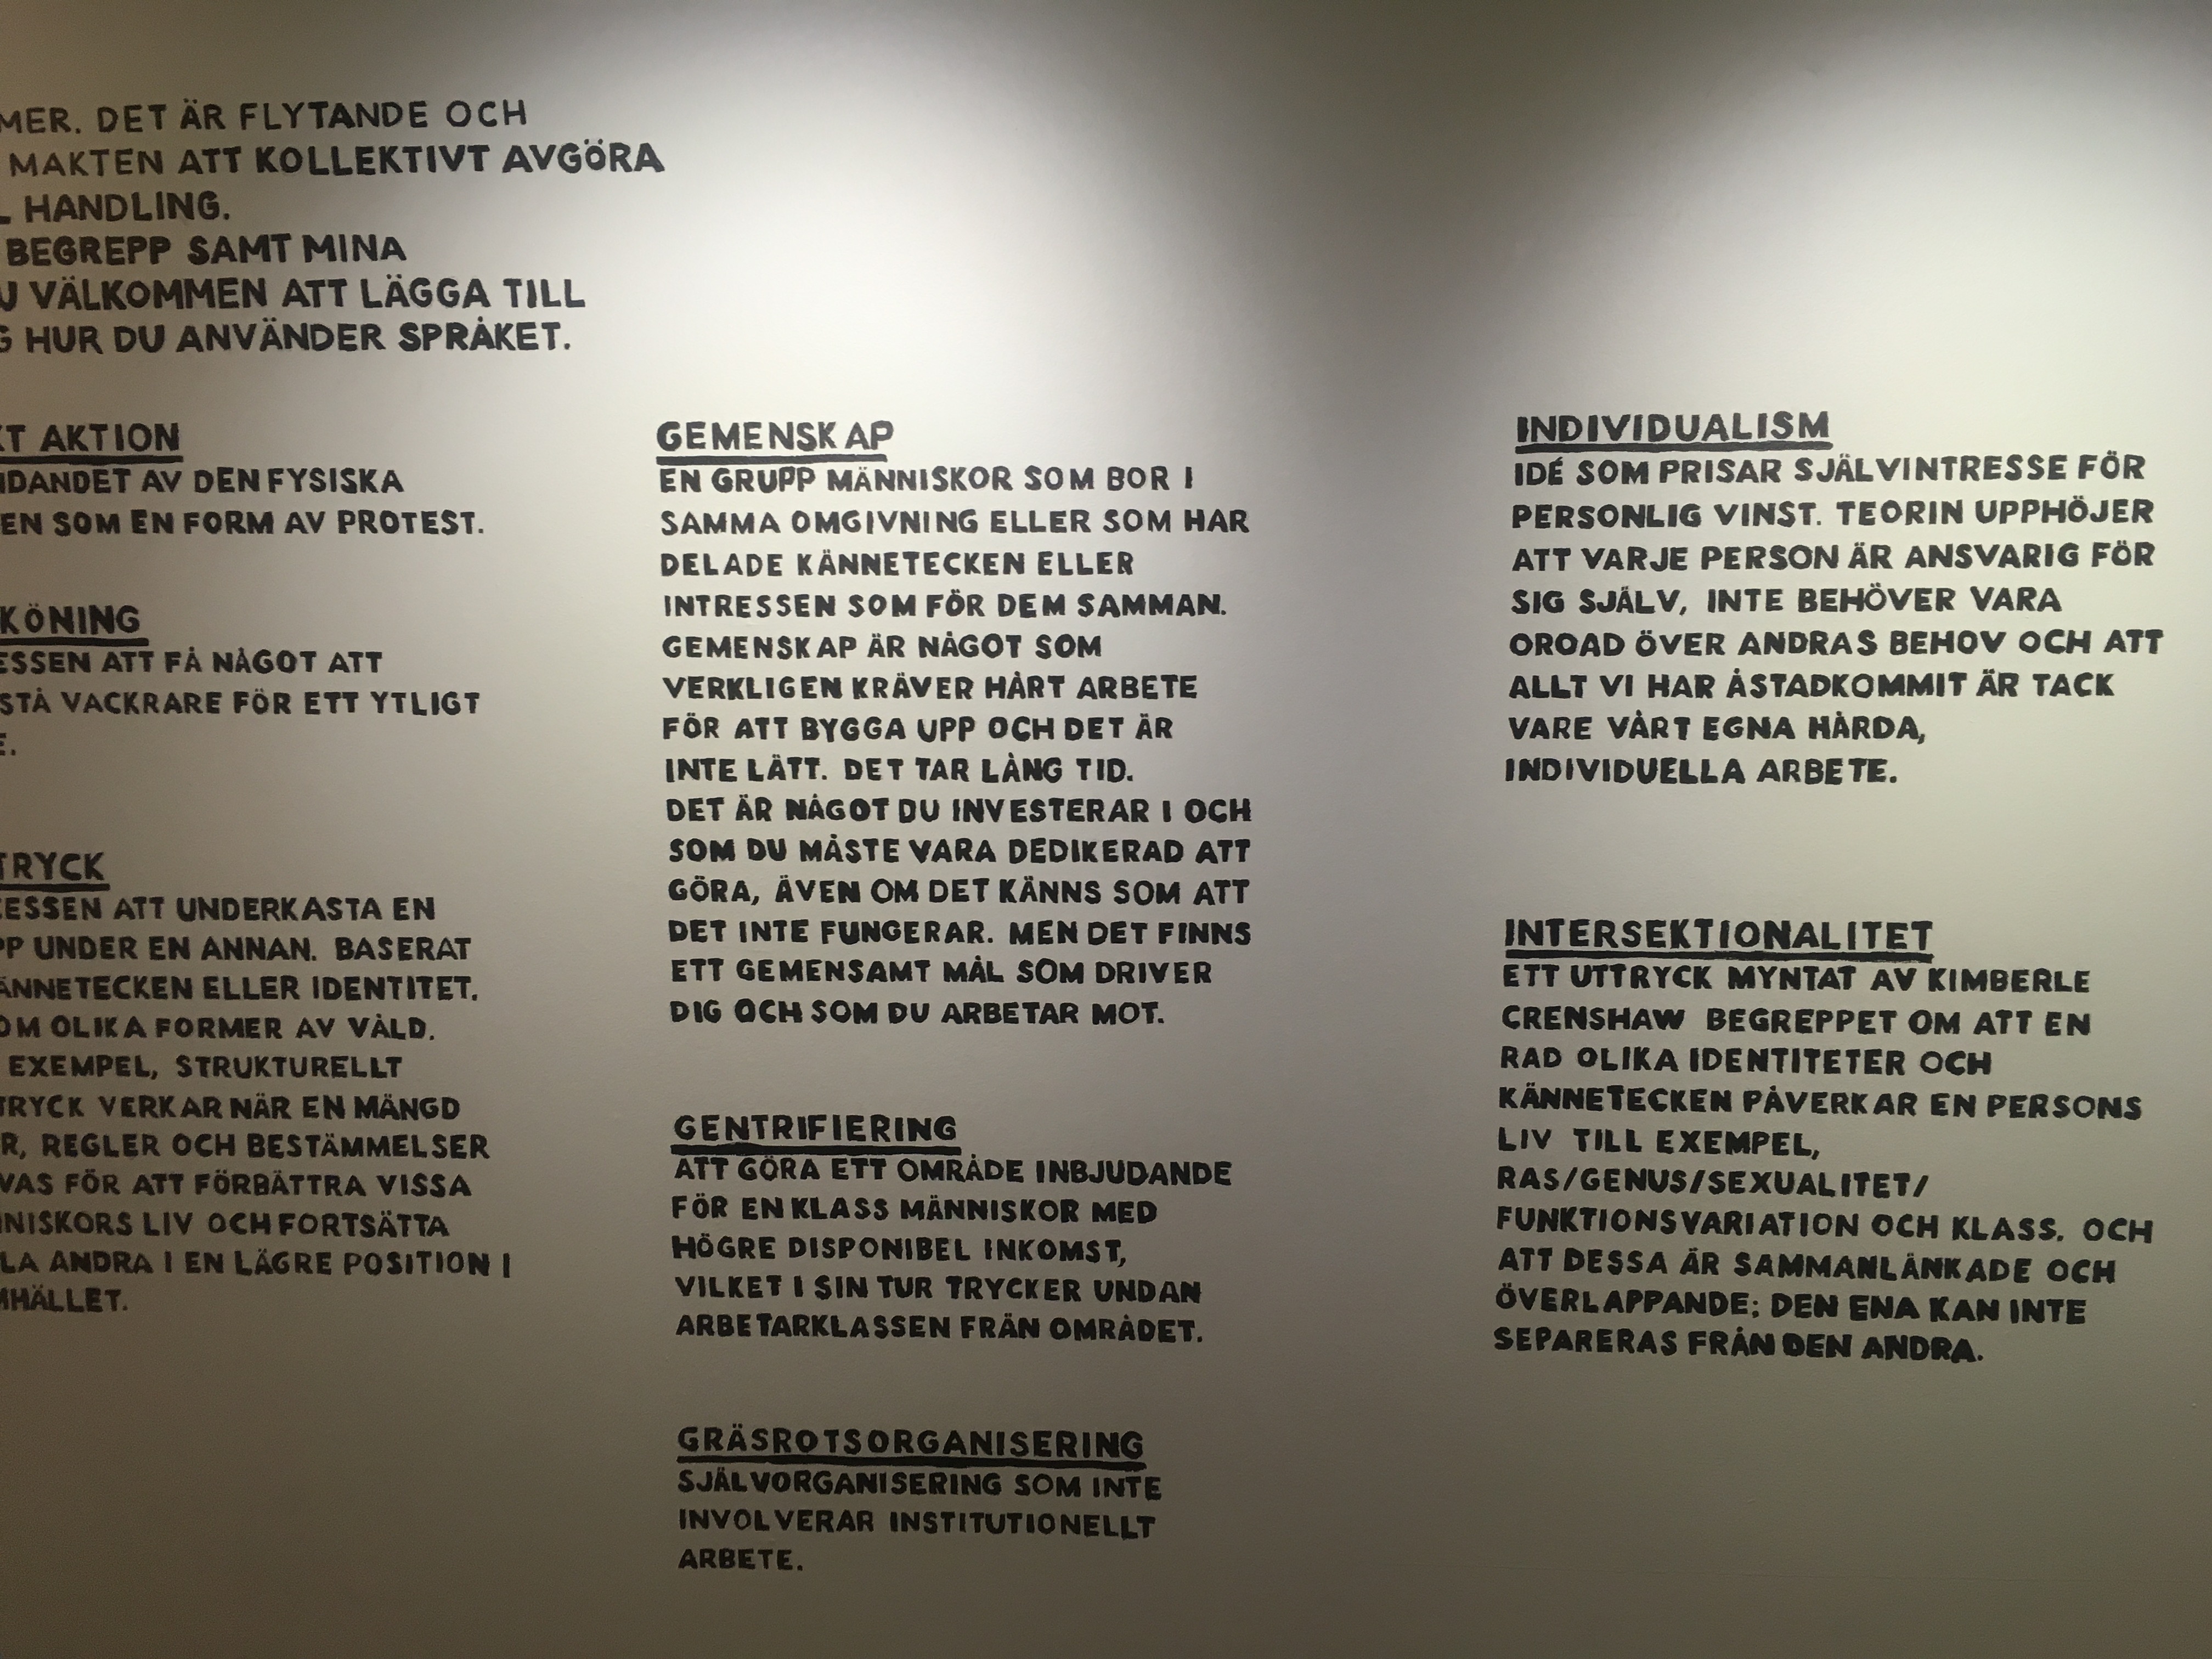 DET ÄR FLYTANDE OCH
MAKTEN ATT KOLLEKTIVT AVGÖRA
HANDLING.
BEGREPP SAMT MINA
VÄLKOMMEN ATT LÄGGA TILL
HUR DU ANVÄNDER SPRÅKET.
AKTION
AV DEN FYSISKA
SOM EN FORM AV PROTEST.
KÖNING
ESSEN ATT FÅ NÅGOT ATT
STÅ VACKRARE FÖR ETT YTLIGT
TRYCK
ESSEN ATT UNDERKASTA EN
UNDER EN ANNAN. BASERAT
ÄNNETECKEN ELLER IDENTITET.
OM OLIKA FORMER AV VÅLD.
EXEMPEL, STRUKTURELLT
TRYCK VERKAR NÄR EN MÄNGD
R, REGLER OCH BESTÄMMELSER
VAS FÖR ATT FÖRBÄTTRA VISSA
NISKORS LIV OCH FORTSÄTTA
LA ANDRA I EN LÄGRE POSITION I
HÄLLET.
GEMENSKAP
EN GRUPP MÄNNISKOR SOM BOR I
SAMMA OMGIVNING ELLER SOM HAR
DELADE KÄNNETECKEN ELLER
INTRESSEN SOM FÖR DEM SAMMAN.
GEMENSKAP ÄR NÅGOT SOM
VERKLIGEN KRÄVER HÅRT ARBETE
FÖR ATT BYGGA UPP OCH DET ÄR
INTE LÄTT. DET TAR LÅNG TID.
DET ÄR NÅGOT DU INVESTERAR I OCH
SOM DU MÅSTE VARA DEDIKERAD ATT
GÖRA, ÄVEN OM DET KÄNNS SOM ATT
DET INTE FUNGERAR. MEN DET FINNS
ETT GEMENSAMT MÅL SOM DRIVER
DIG OCH SOM DU ARBETAR MOT.
GENTRIFIERING
ATT GÖRA ETT OMRÅDE INBJUDANDE
FÖR EN KLASS MÄNNISKOR MED
HÖGRE DISPONIBEL INKOMST,
VILKET I SIN TUR TRYCKER UNDAN
ARBETARKLASSEN FRÅN OMRÅDET.
GRÄSROTSORGANISERING
SJÄLVORGANISERING SOM INTE
INVOLVERAR INSTITUTIONELLT
ARBETE.
INDIVIDUALISM
IDÉ SOM PRISAR SJÄLVINTRESSE FÖR
PERSONLIG VINST. TEORIN UPPHÖJER
ATT VARJE PERSON ÄR ANSVARIG FÖR
SIG SJÄLV, INTE BEHÖVER VARA
OROAD ÖVER ANDRAS BEHOV OCH ATT
ALLT VI HAR ÅSTADKOMMIT ÄR TACK
VARE VÅRT EGNA HÅRDA,
INDIVIDUELLA ARBETE.
INTERSEKTIONALITET
ETT UTTRYCK MYNTAT AV KIMBERLE
CRENSHAW BEGREPPET OM ATT EN
RAD OLIKA IDENTITETER OCH
KÄNNETECKEN PÅVERKAR EN PERSONS
LIV TILL EXEMPEL,
RAS/GENUS/SEXUALITET/
FUNKTIONSVARIATION OCH KLASS. OCH
ATT DESSA ÄR SAMMANLÄNKADE OCH
ÖVERLAPPANDE; DEN ENA KAN INTE
SEPARERAS FRÅN DEN ANDRA.